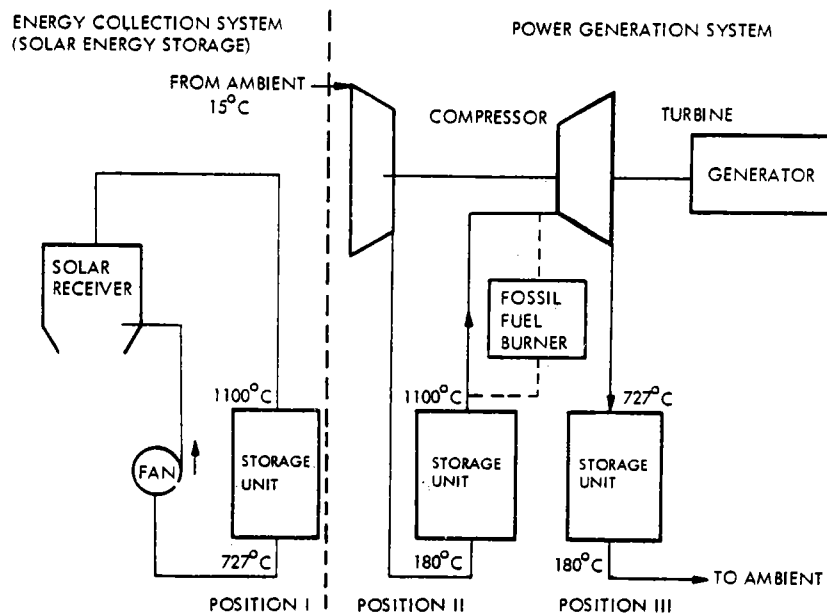 ENERGY COLLECTION SYSTEM
(SOLAR ENERGY STORAGE)
POWER GENERATION SYSTEM
FROM AMBIENT
15°C
COMPRESSOR
TURBINE
GENERATOR
SOLAR
RECEIVER
FOSSIL
FUEL
BURNER
1100°C
1100°C
727°C
FAN
STORAGE
UNIT
STORAGE
UNIT
STORAGE
UNIT
727°C
180°C
180°C
TO AMBIENT
POSITION I
POSITION II
POSITION III